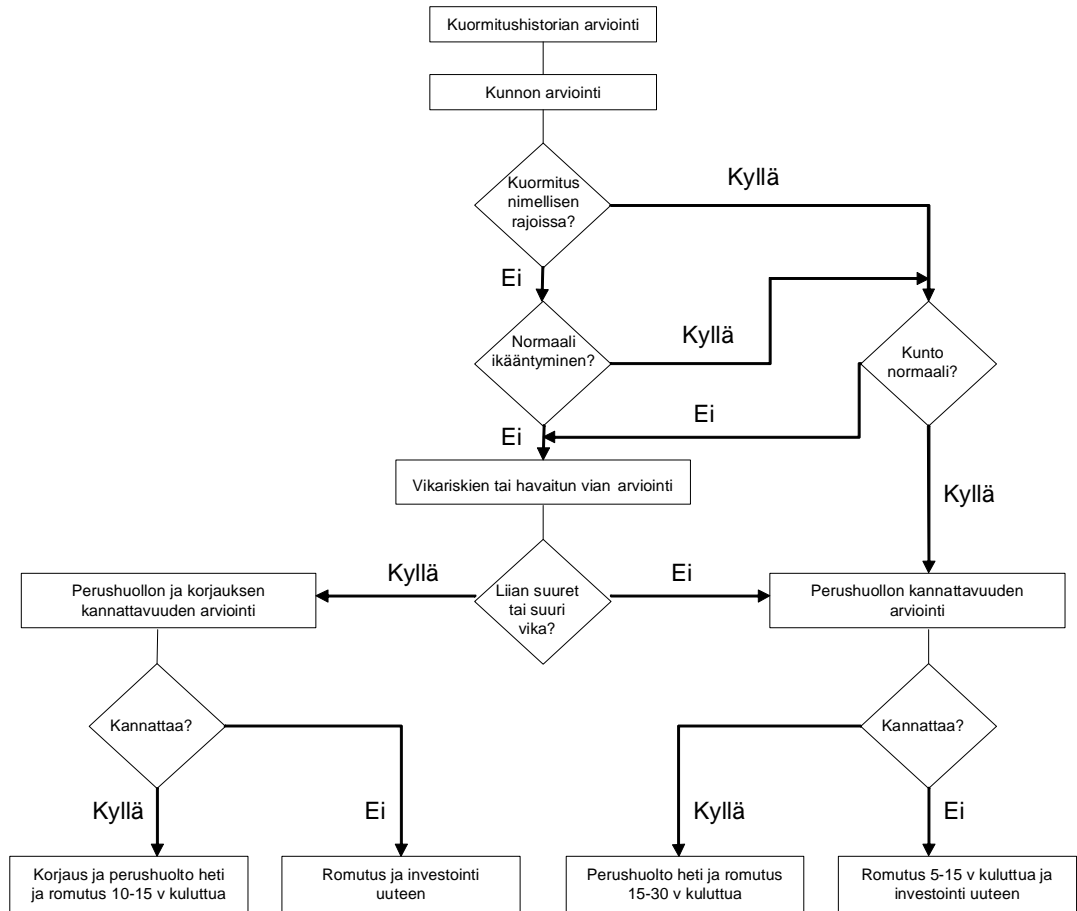 Kuormitushistorian arviointi
Kunnon arviointi
Kuormitus
nimellisen
rajoissa?
Kyllä
Ei
Normaali
ikääntyminen?
Kyllä
Kunto
normaali?
Ei
Ei
Vikariskien tai havaitun vian arviointi
Kyllä
Liian suuret
tai suuri
vika?
Kyllä
Ei
Perushuollon ja korjauksen
kannattavuuden arviointi
Perushuollon kannattavuuden
arviointi
Kannattaa?
Kannattaa?
Kyllä
Ei
Kyllä
Ei
Korjaus ja perushuolto heti
ja romutus 10-15 v kuluttua
Romutus ja investointi
uuteen
Perushuolto heti ja romutus
15-30 v kuluttua
Romutus 5-15 v kuluttua ja
investointi uuteen